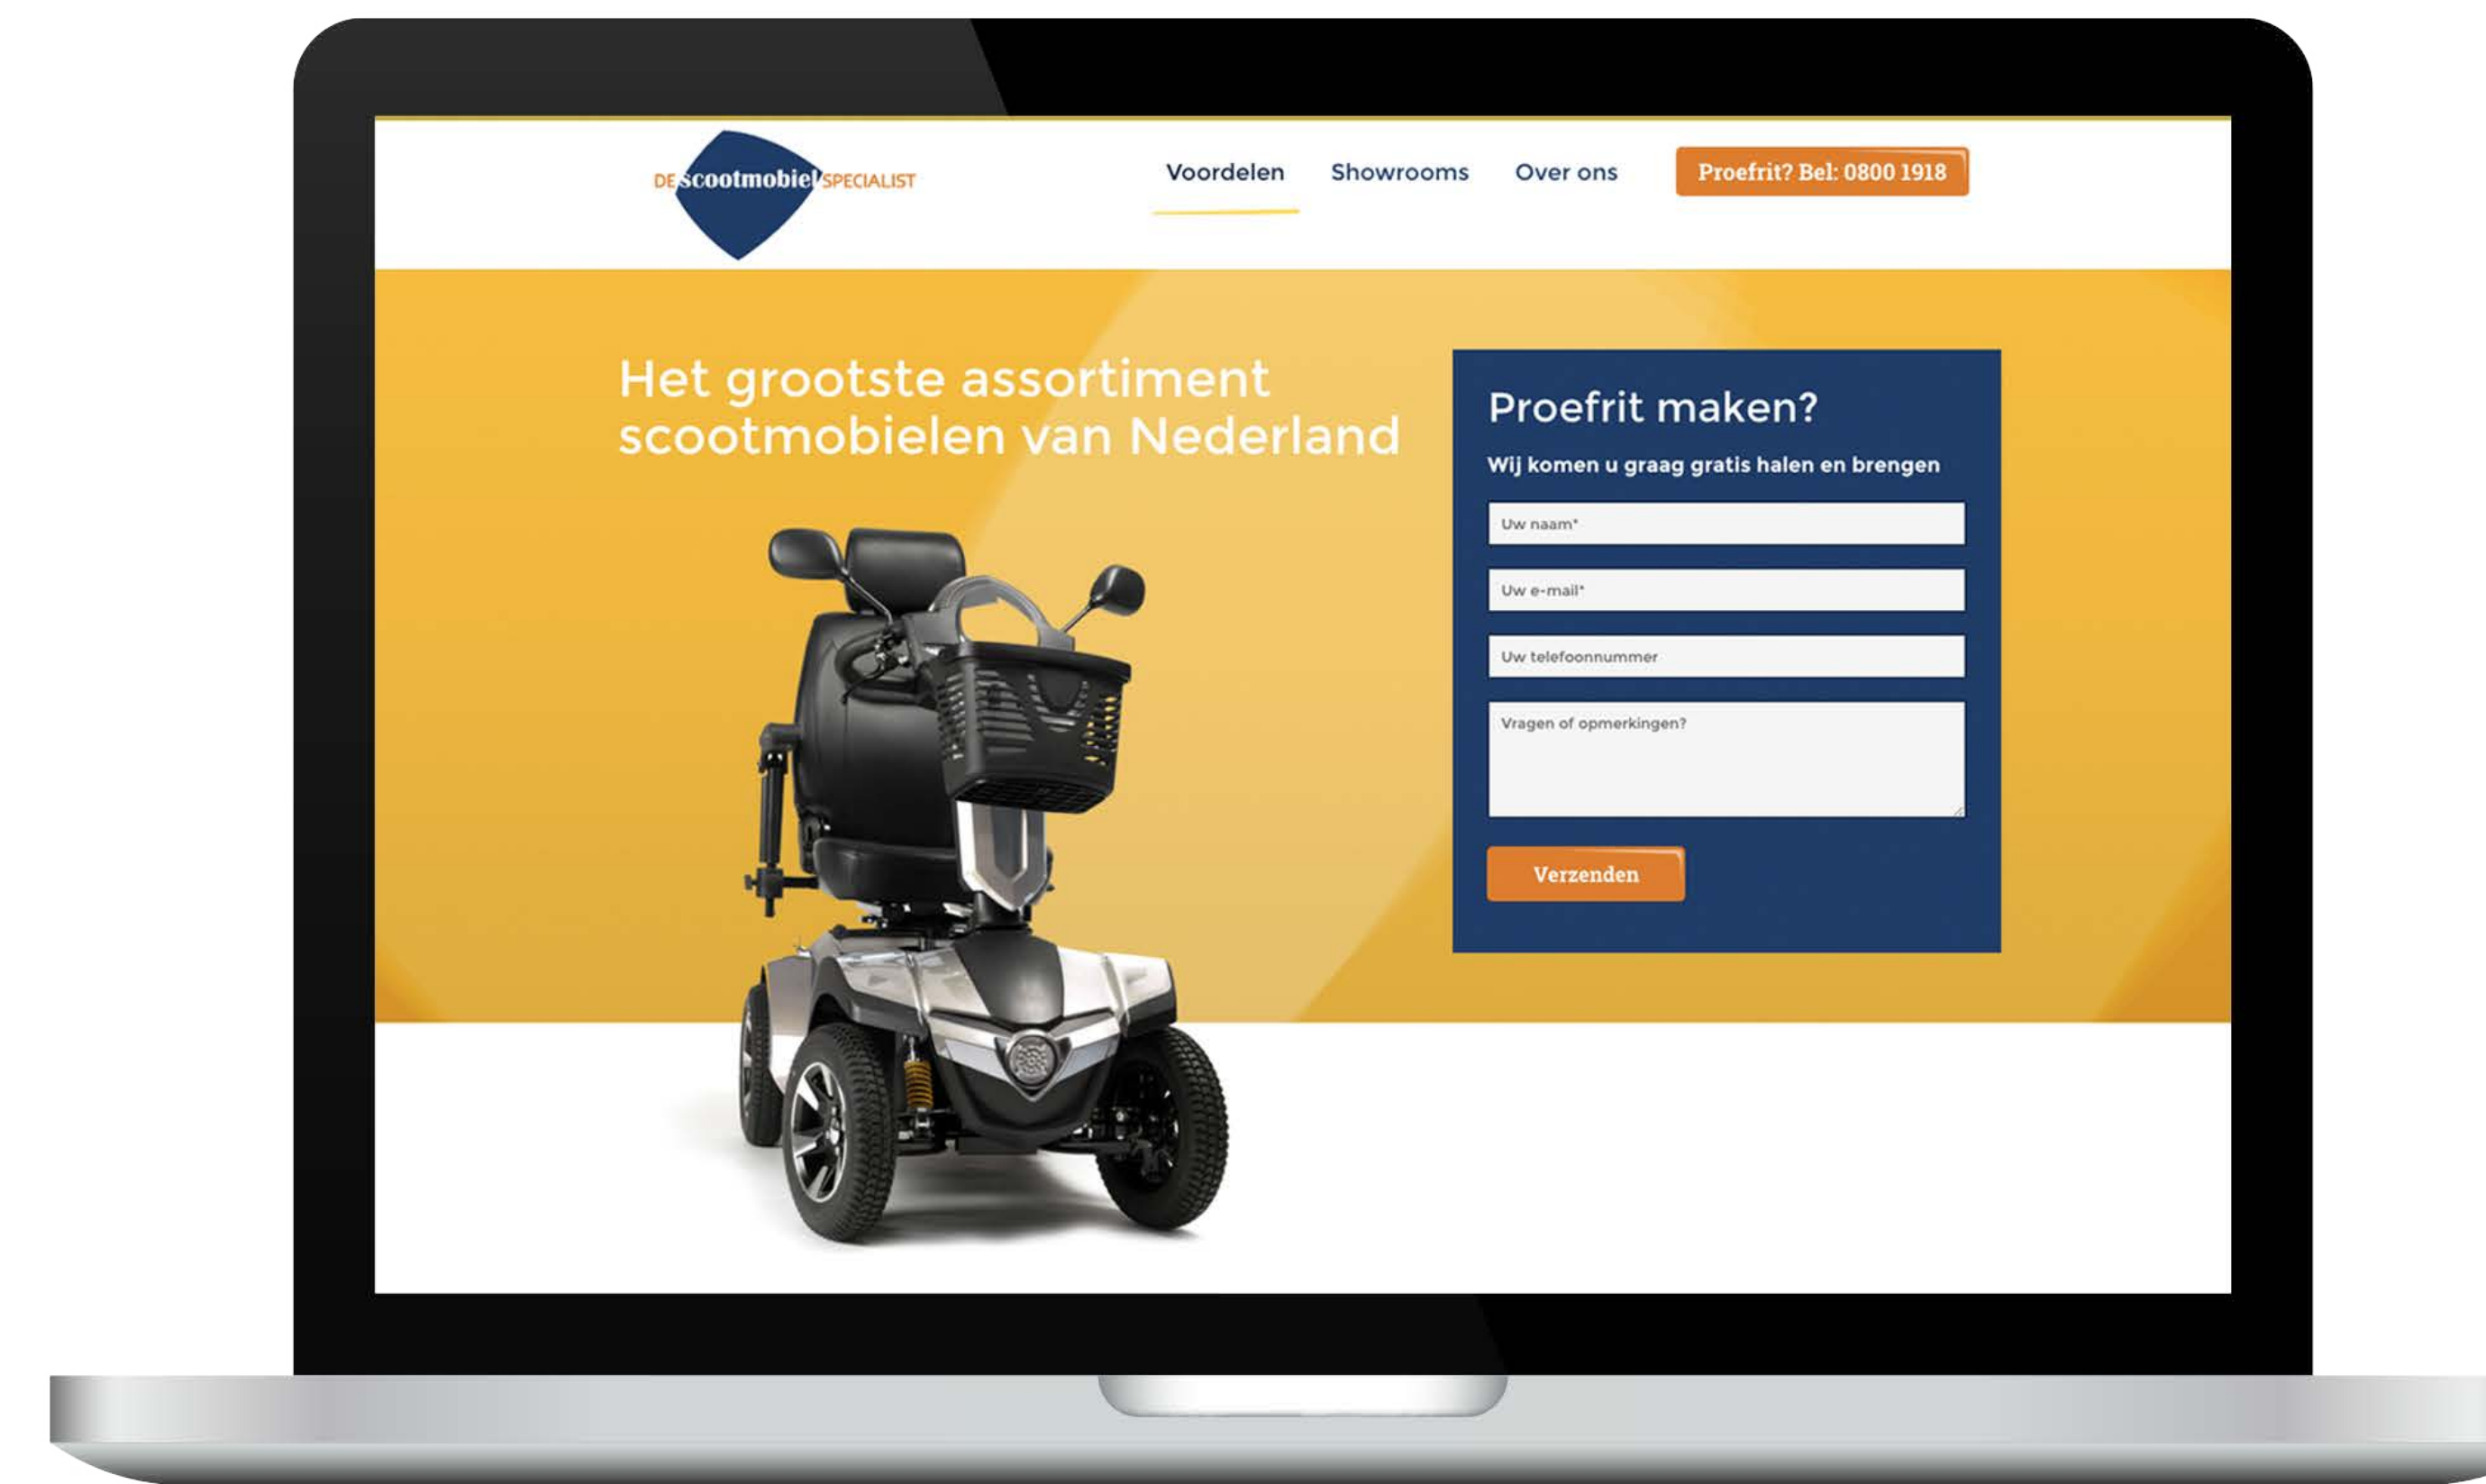 DE scootmobiel SPECIALIST
Voordelen
Showrooms
Over ons
Proefrit? Bel: 0800 1918
Het grootste assortiment
scootmobielen van Nederland
Proefrit maken?
Wij komen u graag gratis halen en brengen
Uw naam*
Uw e-mail*
Uw telefoonnummer
Vragen of opmerkingen?
Verzenden